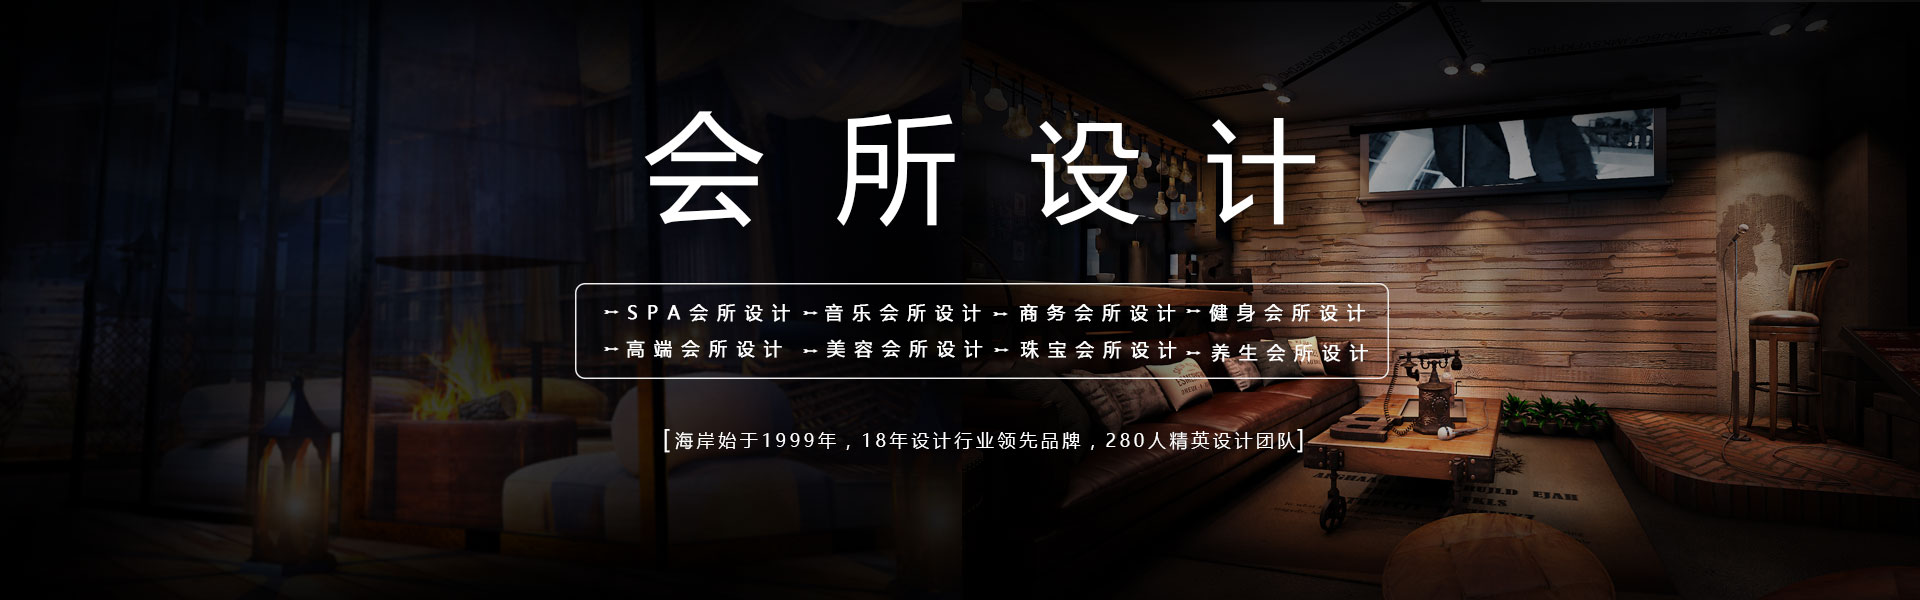 会所设计
SPA会所设计 音乐会所设计 商务会所设计 健身会所设计
高端会所设计 美容会所设计 珠宝会所设计 养生会所设计
[海岸始于1999年，18年设计行业领先品牌，280人精英设计团队]